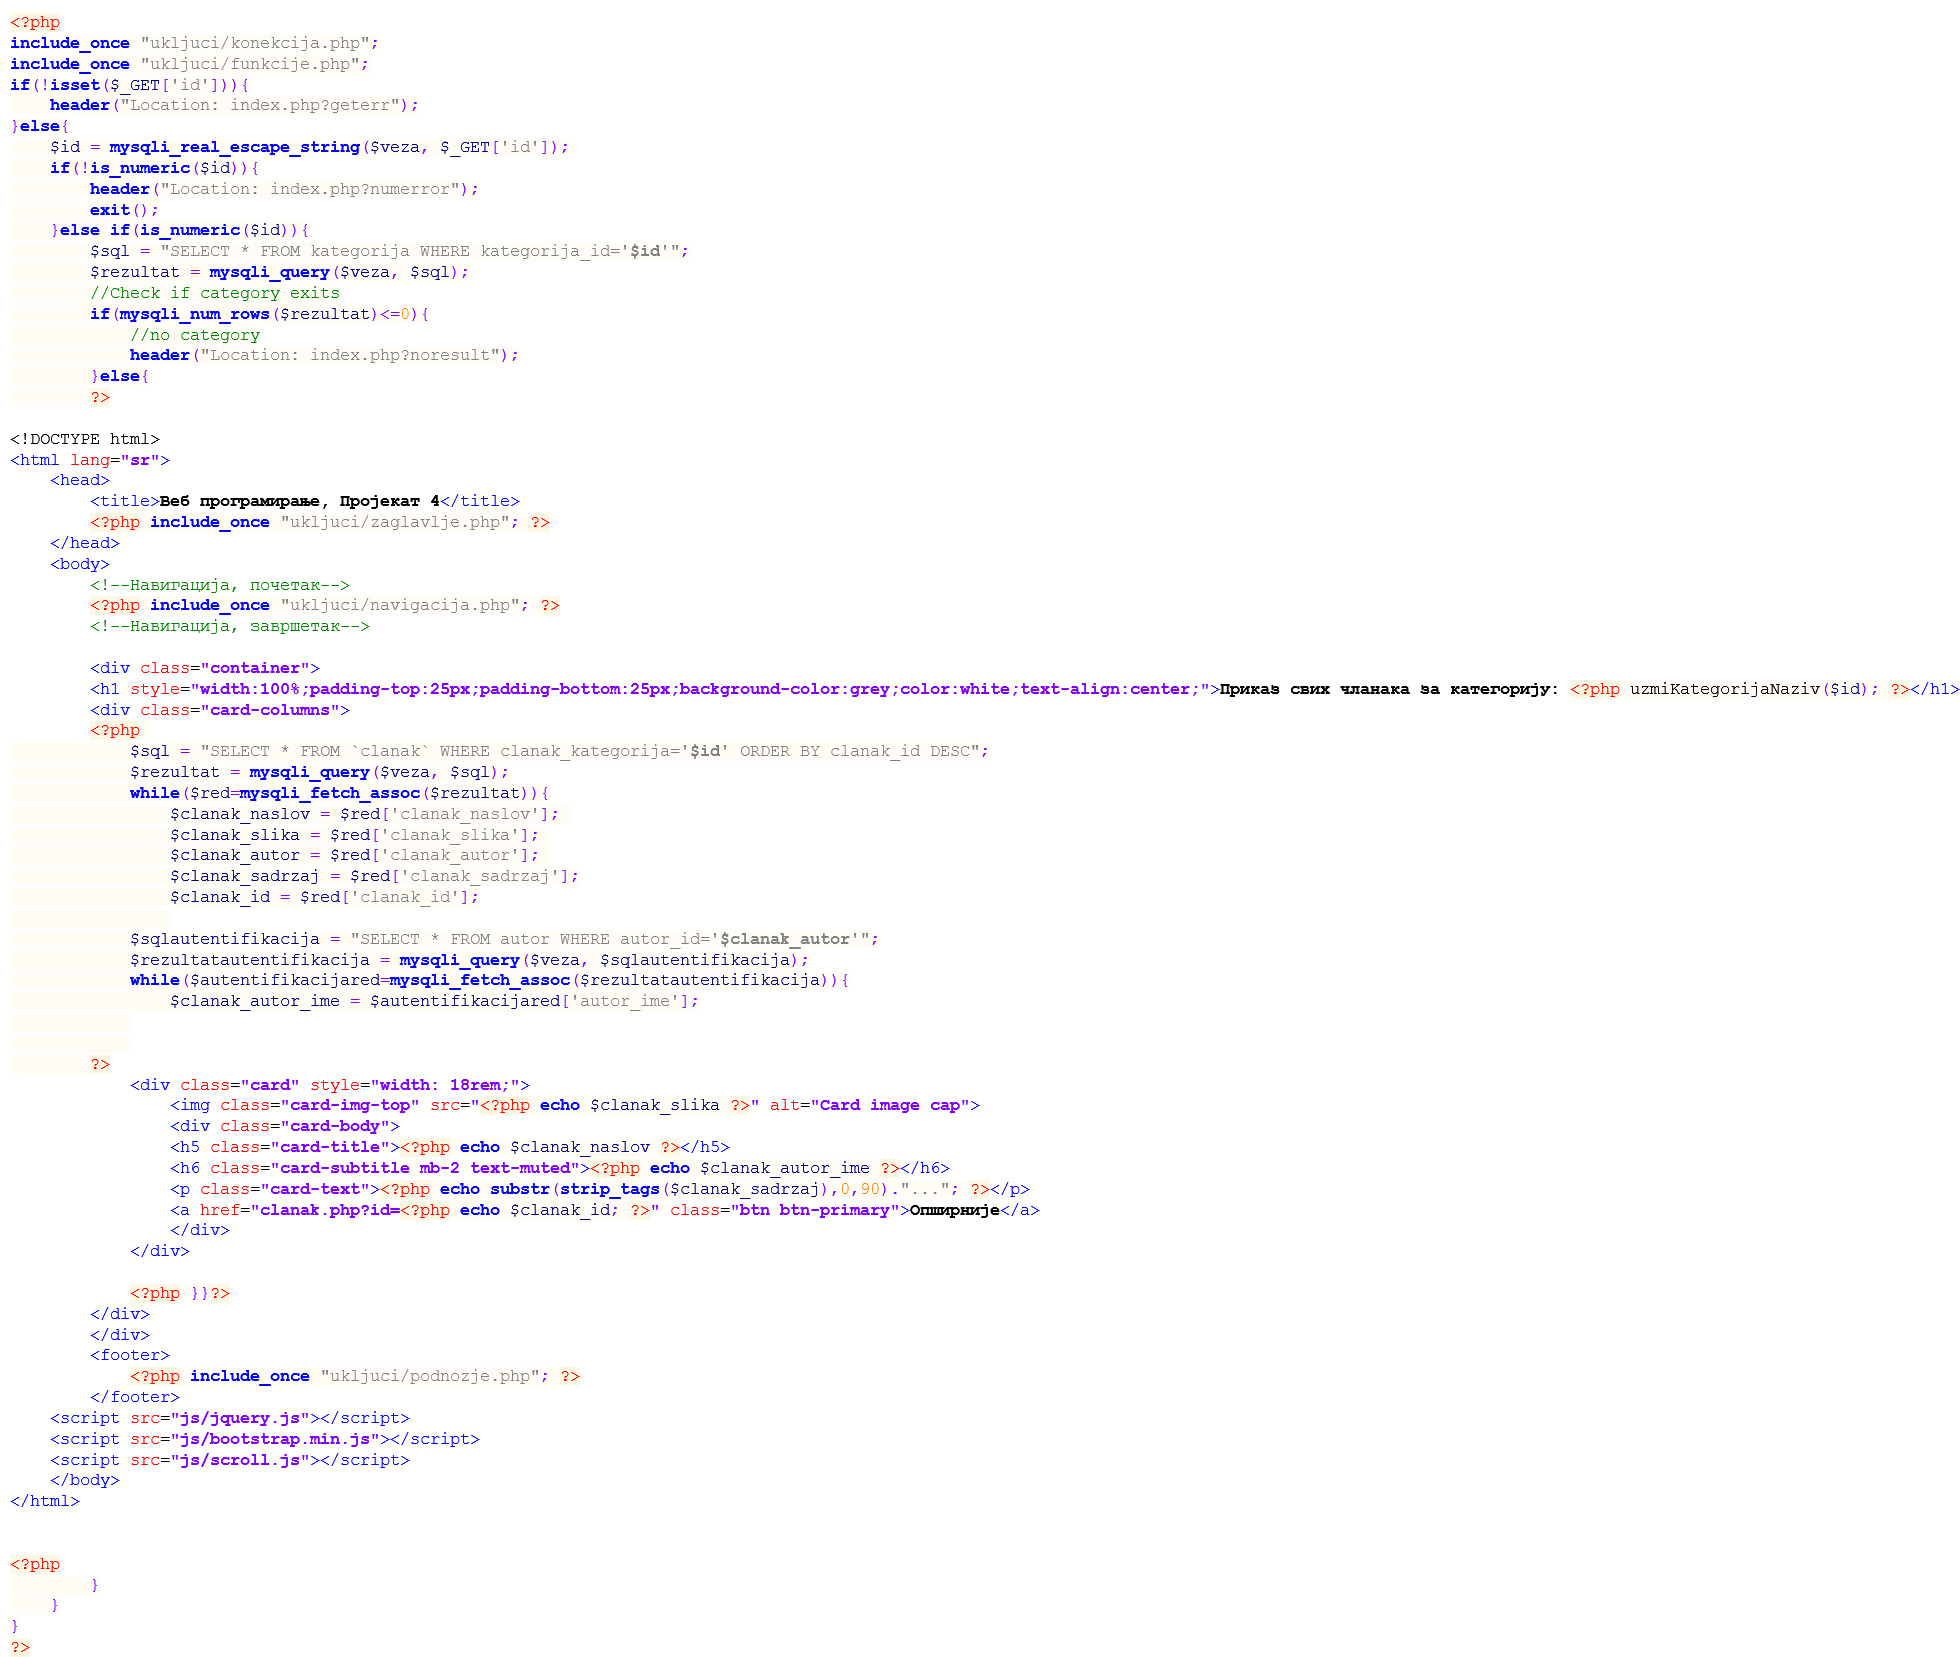 <?php
include_once "ukljuci/konekcija.php";
include_once "ukljuci/funkcije.php";
if(!isset($_GET['id'])){
    header("Location: index.php?geterr");
}else{
    $id = mysqli_real_escape_string($veza, $_GET['id']);
    if(!is_numeric($id)){
        header("Location: index.php?numerror");
        exit();
    }else if(is_numeric($id)){
        $sql = "SELECT * FROM kategorija WHERE kategorija_id='$id'";
        $rezultat = mysqli_query($veza, $sql);
        //Check if category exits
        if(mysqli_num_rows($rezultat)<=0){
            //no category
            header("Location: index.php?noresult");
        }else{
        ?>

<!DOCTYPE html>
<html lang="sr">
    <head>
        <title>Веб програмирање, Пројекат 4</title>
        <?php include_once "ukljuci/zaglavlje.php"; ?>
    </head>
    <body>
        <!--Навигација, почетак-->
        <?php include_once "ukljuci/navigacija.php"; ?>
        <!--Навигација, завршетак-->

        <div class="container">
        <h1 style="width:100%;padding-top:25px;padding-bottom:25px;background-color:grey;color:white;text-align:center;">Приказ свих чланака за категорију: <?php uzmiKategorijaNaziv($id); ?></h1>
        <div class="card-columns">
        <?php
            $sql = "SELECT * FROM `clanak` WHERE clanak_kategorija='$id' ORDER BY clanak_id DESC";
            $rezultat = mysqli_query($veza, $sql);
            while($red=mysqli_fetch_assoc($rezultat)){
                $clanak_naslov = $red['clanak_naslov'];
                $clanak_slika = $red['clanak_slika'];
                $clanak_autor = $red['clanak_autor'];
                $clanak_sadrzaj = $red['clanak_sadrzaj'];
                $clanak_id = $red['clanak_id'];

            $sqlautentifikacija = "SELECT * FROM autor WHERE autor_id='$clanak_autor'";
            $rezultatautentifikacija = mysqli_query($veza, $sqlautentifikacija);
            while($autentifikacijared=mysqli_fetch_assoc($rezultatautentifikacija)){
                $clanak_autor_ime = $autentifikacijared['autor_ime'];


        ?>
            <div class="card" style="width: 18rem;">
                <img class="card-img-top" src="<?php echo $clanak_slika ?>" alt="Card image cap">
                <div class="card-body">
                <h5 class="card-title"><?php echo $clanak_naslov ?></h5>
                <h6 class="card-subtitle mb-2 text-muted"><?php echo $clanak_autor_ime ?></h6>
                <p class="card-text"><?php echo substr(strip_tags($clanak_sadrzaj),0,90)."..."; ?></p>
                <a href="clanak.php?id=<?php echo $clanak_id; ?>" class="btn btn-primary">Опширније</a>
                </div>
            </div>

            <?php }}?>
        </div>
        </div>
        <footer>
            <?php include_once "ukljuci/podnozje.php"; ?>
        </footer>
    <script src="js/jquery.js"></script>
    <script src="js/bootstrap.min.js"></script>
    <script src="js/scroll.js"></script>
    </body>
</html>


<?php
        }
    }
}
?>